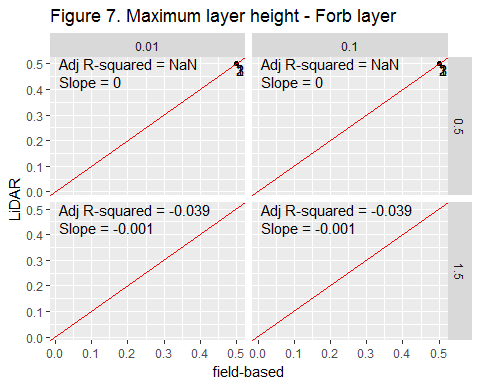 Figure 7. Maximum layer height - Forb layer
0.01
0.1
Adj R-squared = NaN
Slope = 0
Adj R-squared = NaN
Slope = 0
0.5
0.4
0.3
0.2
0.1
0.0
0.5
Adj R-squared = -0.039
Slope = -0.001
Adj R-squared = -0.039
Slope = -0.001
0.5
0.4
0.3
0.2
0.1
0.0
1.5
LiDAR
0.0 0.1 0.2 0.3 0.4 0.5
0.0 0.1 0.2 0.3 0.4 0.5
field-based